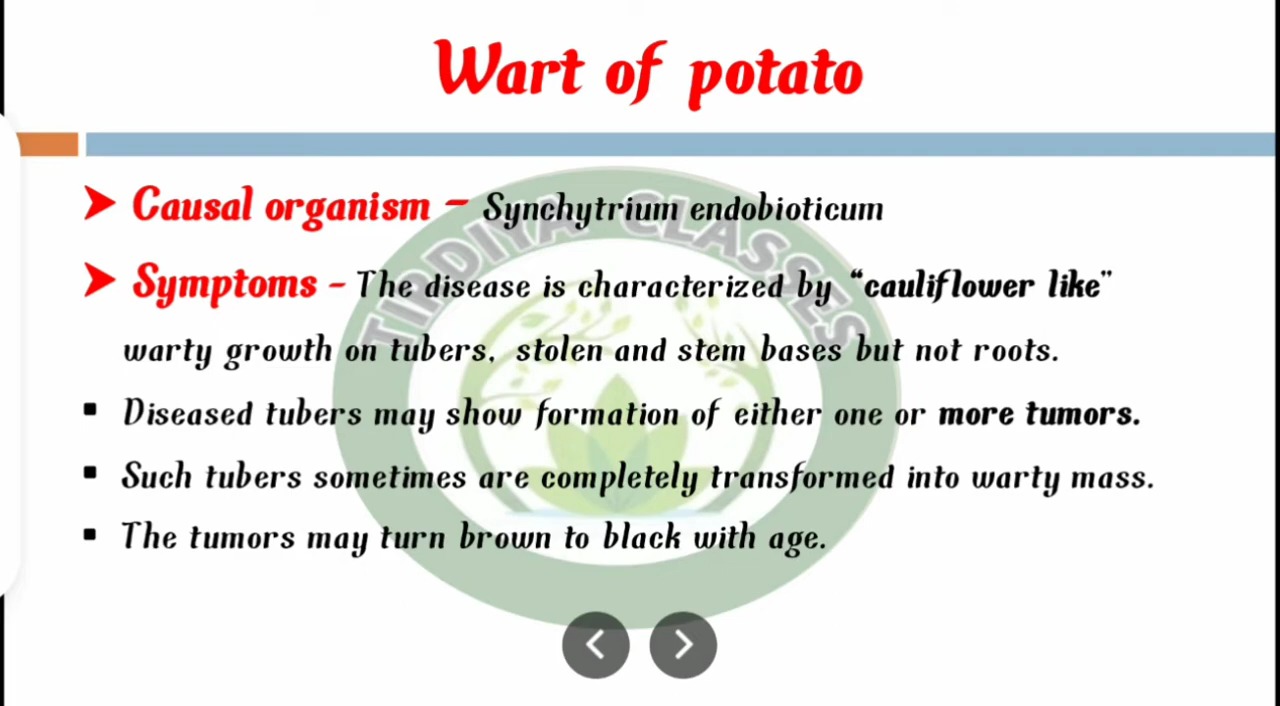 Wart of potato
➤ Causal organism – Synchytrium endobioticum
➤ Symptoms - The disease is characterized by “cauliflower like”
warty growth on tubers, stolen and stem bases but not roots.
▪ Diseased tubers may show formation of either one or more tumors.
▪ Such tubers sometimes are completely transformed into warty mass.
▪ The tumors may turn brown to black with age.
TIRDIYA CLASSES